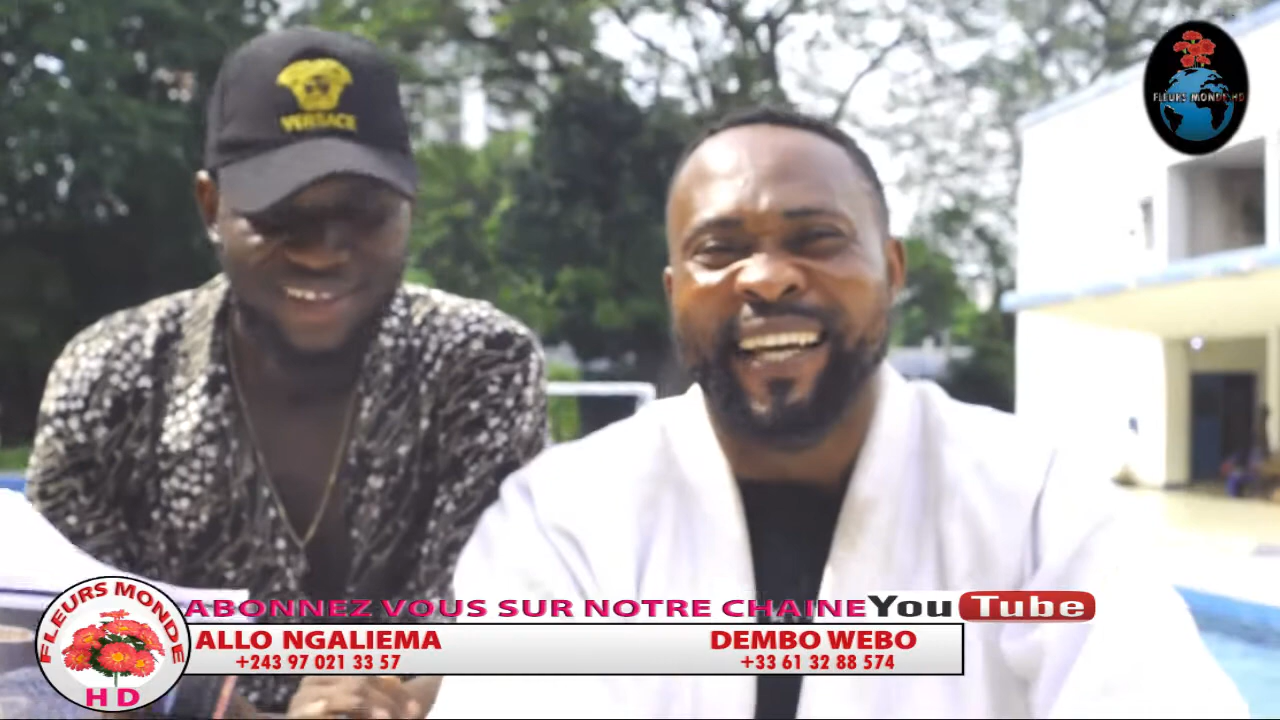 VERSACE
FLEURS MONDE HD
ABONNEZ VOUS SUR NOTRE CHAINE YouTube
FLEURS MONDE
HD
ALLO NGALIEMA
+243 97 021 33 57
DEMBO WEBO
+33 61 32 88 574